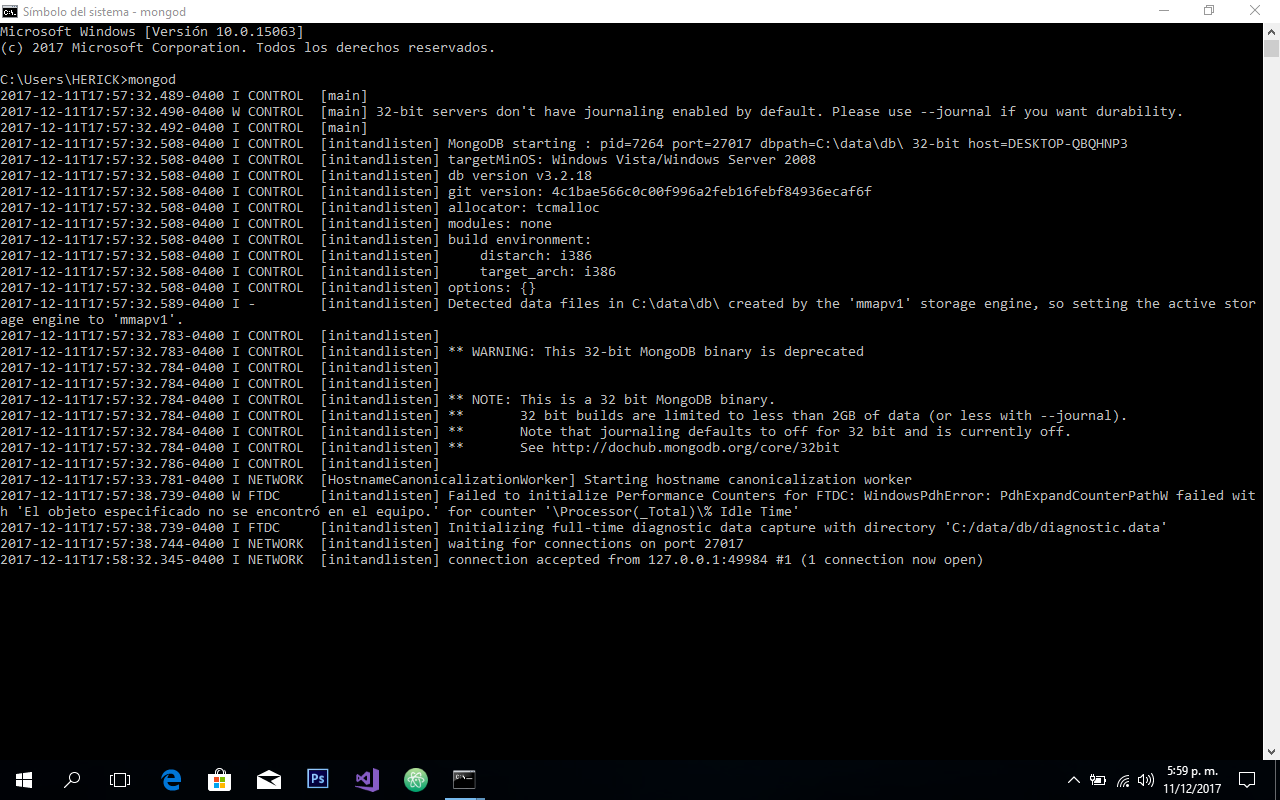 Símbolo del sistema - mongod
Microsoft Windows [Versión 10.0.15063]
(c) 2017 Microsoft Corporation. Todos los derechos reservados.
C:\Users\HERICK>mongod
2017-12-11T17:57:32.489-0400 I CONTROL  [main]
2017-12-11T17:57:32.490-0400 W CONTROL  [main] 32-bit servers don't have journaling enabled by default. Please use --journal if you want durability.
2017-12-11T17:57:32.492-0400 I CONTROL  [main]
2017-12-11T17:57:32.508-0400 I CONTROL  [initandlisten] MongoDB starting : pid=7264 port=27017 dbpath=C:\data\db\ 32-bit host=DESKTOP-QBQHNP3
2017-12-11T17:57:32.508-0400 I CONTROL  [initandlisten] targetMinOS: Windows Vista/Windows Server 2008
2017-12-11T17:57:32.508-0400 I CONTROL  [initandlisten] db version v3.2.18
2017-12-11T17:57:32.508-0400 I CONTROL  [initandlisten] git version: 4c1bae566c0c00f996a2feb16febf84936ecaf6f
2017-12-11T17:57:32.508-0400 I CONTROL  [initandlisten] allocator: tcmalloc
2017-12-11T17:57:32.508-0400 I CONTROL  [initandlisten] modules: none
2017-12-11T17:57:32.508-0400 I CONTROL  [initandlisten] build environment:
2017-12-11T17:57:32.508-0400 I CONTROL  [initandlisten]     distarch: i386
2017-12-11T17:57:32.508-0400 I CONTROL  [initandlisten]     target_arch: i386
2017-12-11T17:57:32.508-0400 I CONTROL  [initandlisten] options: {}
2017-12-11T17:57:32.589-0400 I -        [initandlisten] Detected data files in C:\data\db\ created by the 'mmapv1' storage engine, so setting the active stor
age engine to 'mmapv1'.
2017-12-11T17:57:32.783-0400 I CONTROL  [initandlisten]
2017-12-11T17:57:32.783-0400 I CONTROL  [initandlisten] ** WARNING: This 32-bit MongoDB binary is deprecated
2017-12-11T17:57:32.784-0400 I CONTROL  [initandlisten]
2017-12-11T17:57:32.784-0400 I CONTROL  [initandlisten]
2017-12-11T17:57:32.784-0400 I CONTROL  [initandlisten] ** NOTE: This is a 32 bit MongoDB binary.
2017-12-11T17:57:32.784-0400 I CONTROL  [initandlisten] **       32 bit builds are limited to less than 2GB of data (or less with --journal).
2017-12-11T17:57:32.784-0400 I CONTROL  [initandlisten] **       Note that journaling defaults to off for 32 bit and is currently off.
2017-12-11T17:57:32.784-0400 I CONTROL  [initandlisten] **       See http://dochub.mongodb.org/core/32bit
2017-12-11T17:57:32.786-0400 I CONTROL  [initandlisten]
2017-12-11T17:57:33.781-0400 I NETWORK  [HostnameCanonicalizationWorker] Starting hostname canonicalization worker
2017-12-11T17:57:38.739-0400 W FTDC     [initandlisten] Failed to initialize Performance Counters for FTDC: WindowsPdhError: PdhExpandCounterPathW failed wit
h 'El objeto especificado no se encontró en el equipo.' for counter '\Processor(_Total)\% Idle Time'
2017-12-11T17:57:38.739-0400 I FTDC     [initandlisten] Initializing full-time diagnostic data capture with directory 'C:/data/db/diagnostic.data'
2017-12-11T17:57:38.744-0400 I NETWORK  [initandlisten] waiting for connections on port 27017
2017-12-11T17:58:32.345-0400 I NETWORK  [initandlisten] connection accepted from 127.0.0.1:49984 #1 (1 connection now open)
Ps
5:59 p. m.
11/12/2017